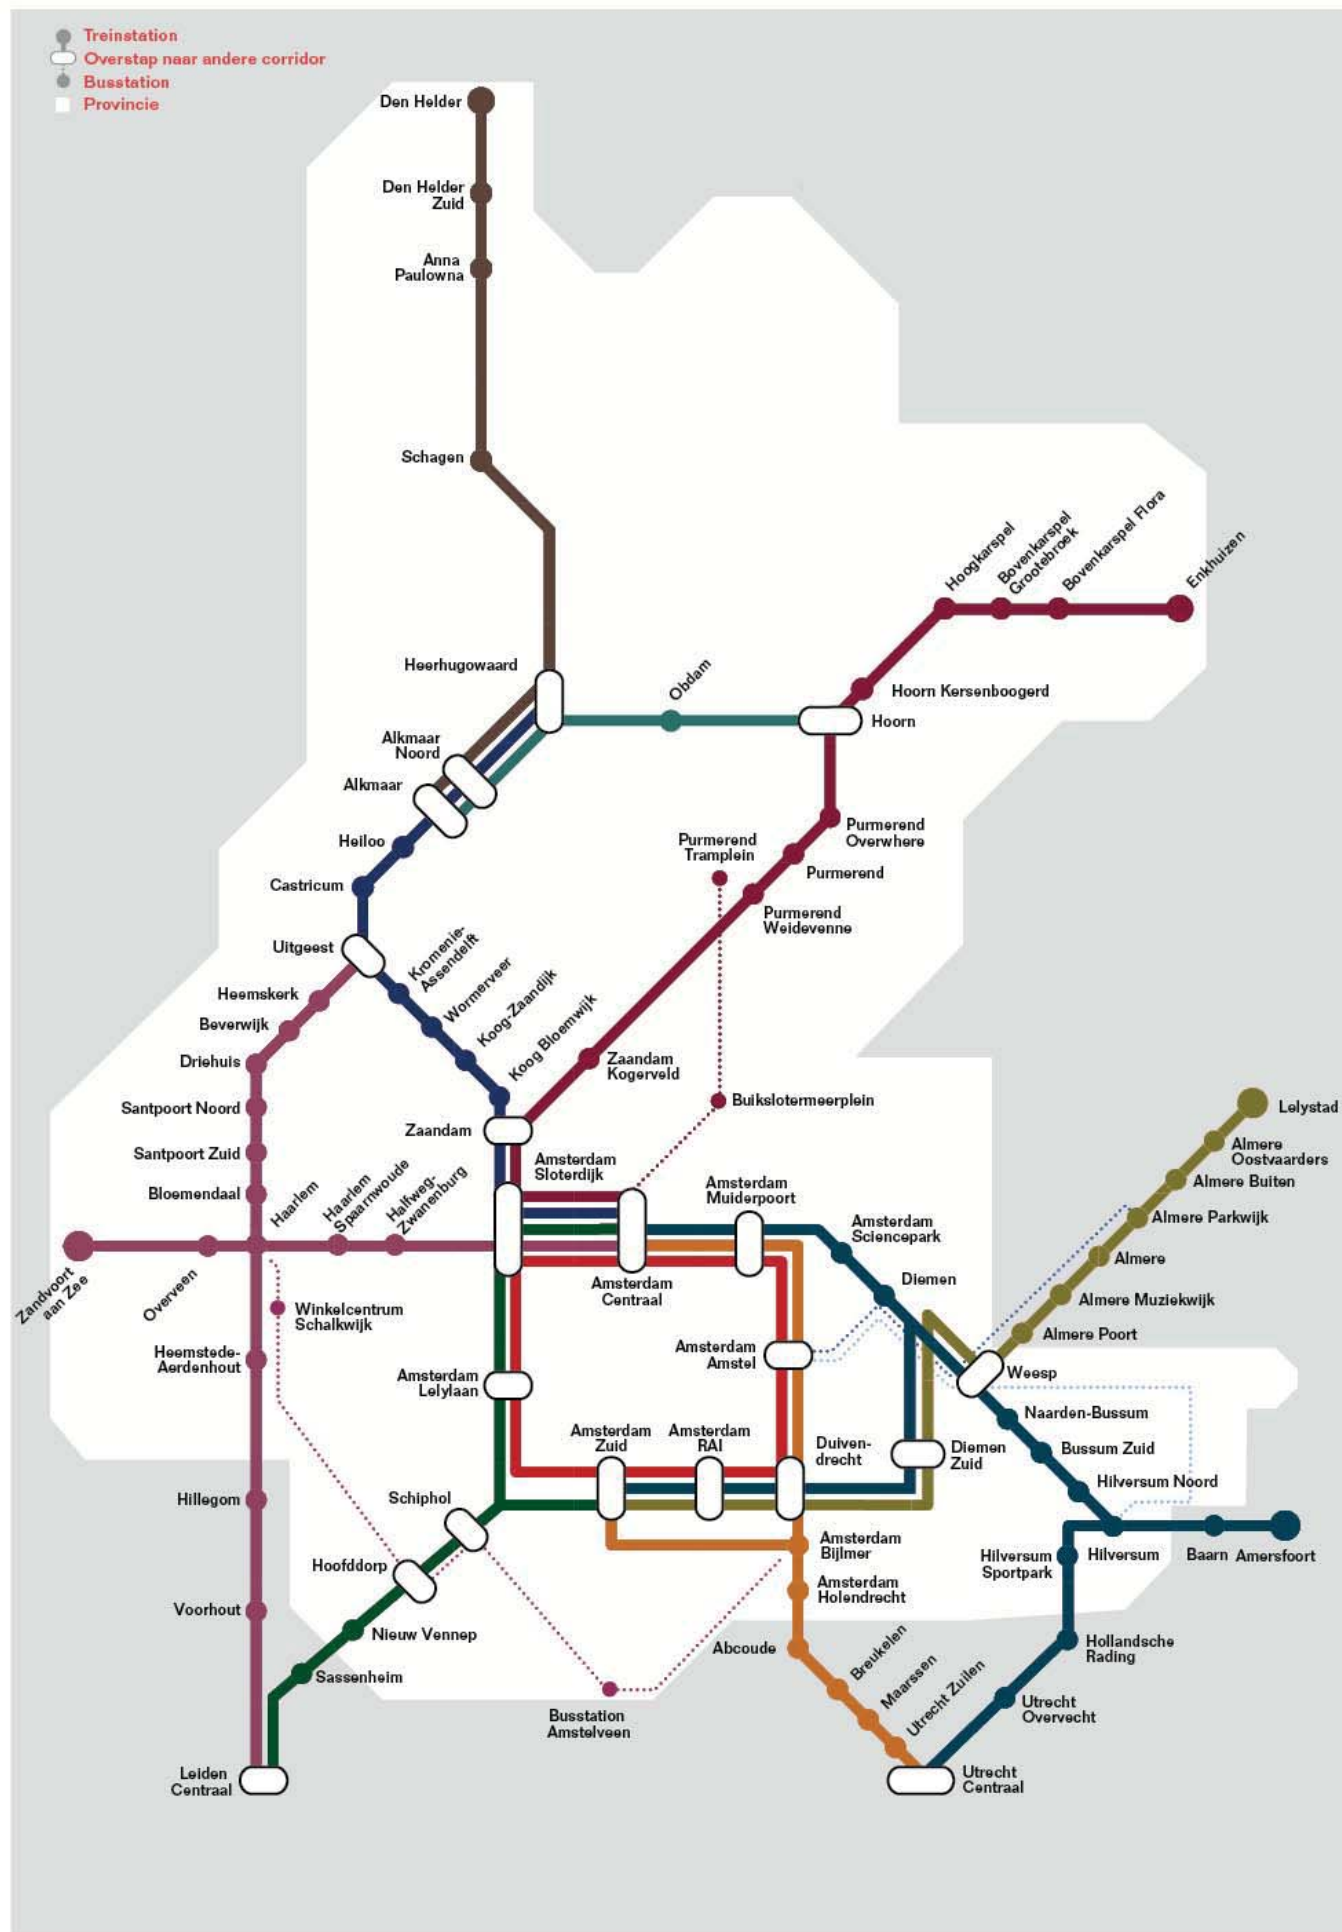 Treinstation
Overstap naar andere corridor
Busstation
Provincie
Den Helder
Den Helder
Zuid
Anna
Paulowna
Schagen
Hoogkarspel
Bovenkarspel
Grootebroek
Bovenkarspel Flora
Enkhuizen
Heerhugowaard
Obdam
Hoorn Kersenboogerd
Hoorn
Alkmaar
Noord
Alkmaar
Heiloo
Purmerend
Tramplein
Purmerend
Overwhere
Purmerend
Castricum
Purmerend
Weidevenne
Uitgeest
Kromenie-
Assendelft
Wormerveer
Koog-Zaandijk
Koog Bloemwijk
Heemskerk
Beverwijk
Driehuis
Zaandam
Kogerveld
Santpoort Noord
Buikslotermeerplein
Lelystad
Zaandam
Santpoort Zuid
Almere
Oostvaarders
Bloemendaal
Haarlem
Haarlem
Spaarnwoude
Halfweg-
Zwanenburg
Amsterdam
Sloterdijk
Amsterdam
Muiderpoort
Almere Buiten
Almere Parkwijk
Amsterdam
Sciencepark
Almere
Zandvoort
aan Zee
Overveen
Amsterdam
Centraal
Diemen
Almere Muziekwijk
Winkelcentrum
Schalkwijk
Almere Poort
Heemstede-
Aerdenhout
Amsterdam
Amstel
Weesp
Amsterdam
Lelylaan
Naarden-Bussum
Amsterdam
Zuid
Amsterdam
RAI
Duiven-
drecht
Diemen
Zuid
Bussum Zuid
Hilversum Noord
Hillegom
Schiphol
Amsterdam
Bijlmer
Hilversum
Sportpark
Hilversum
Baarn
Amersfoort
Hoofddorp
Amsterdam
Holendrecht
Voorhout
Nieuw Vennep
Abcoude
Breukelen
Maarssen
Utrecht Zuilen
Hollandsche
Rading
Sassenheim
Utrecht
Overvecht
Busstation
Amstelveen
Leiden
Centraal
Utrecht
Centraal